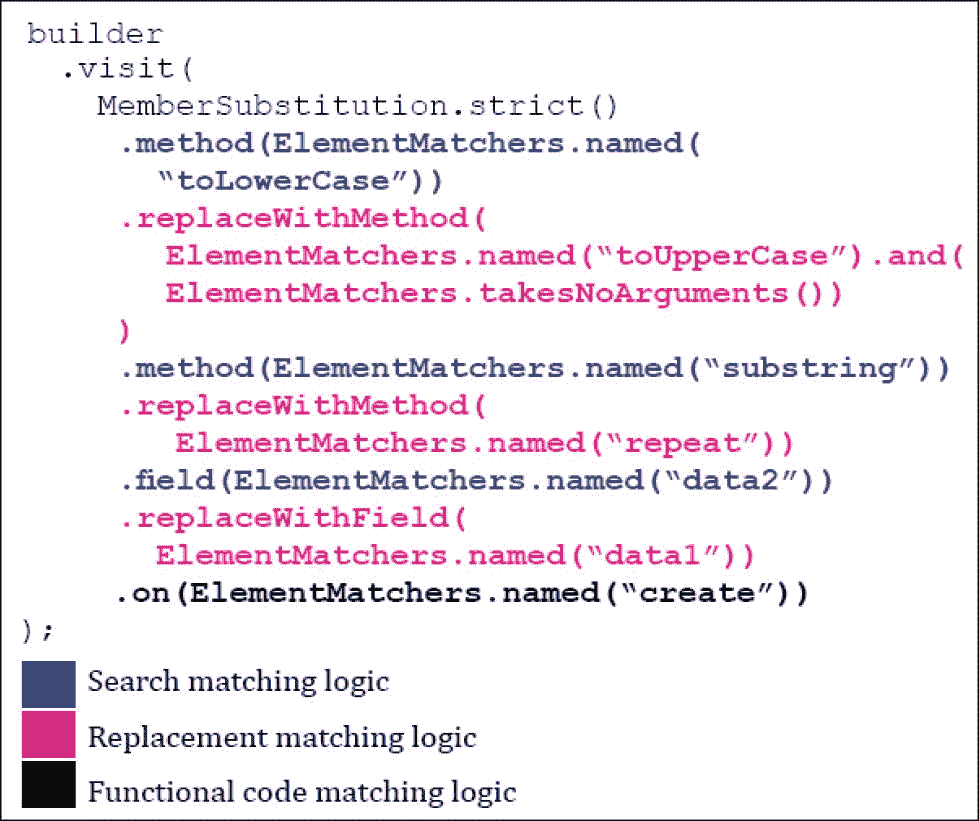 builder
.visit(
MemberSubstitution.strict()
.method(ElementMatchers.named(
“toLowerCase”))
.replaceWithMethod(
ElementMatchers.named(“toUpperCase”).and(
ElementMatchers.takesNoArguments())
)
.method(ElementMatchers.named(“substring”))
.replaceWithMethod(
ElementMatchers.named(“repeat”))
.field(ElementMatchers.named(“data2”))
.replaceWithField(
ElementMatchers.named(“data1”))
.on(ElementMatchers.named(“create”))
);
Search matching logic
Replacement matching logic
Functional code matching logic